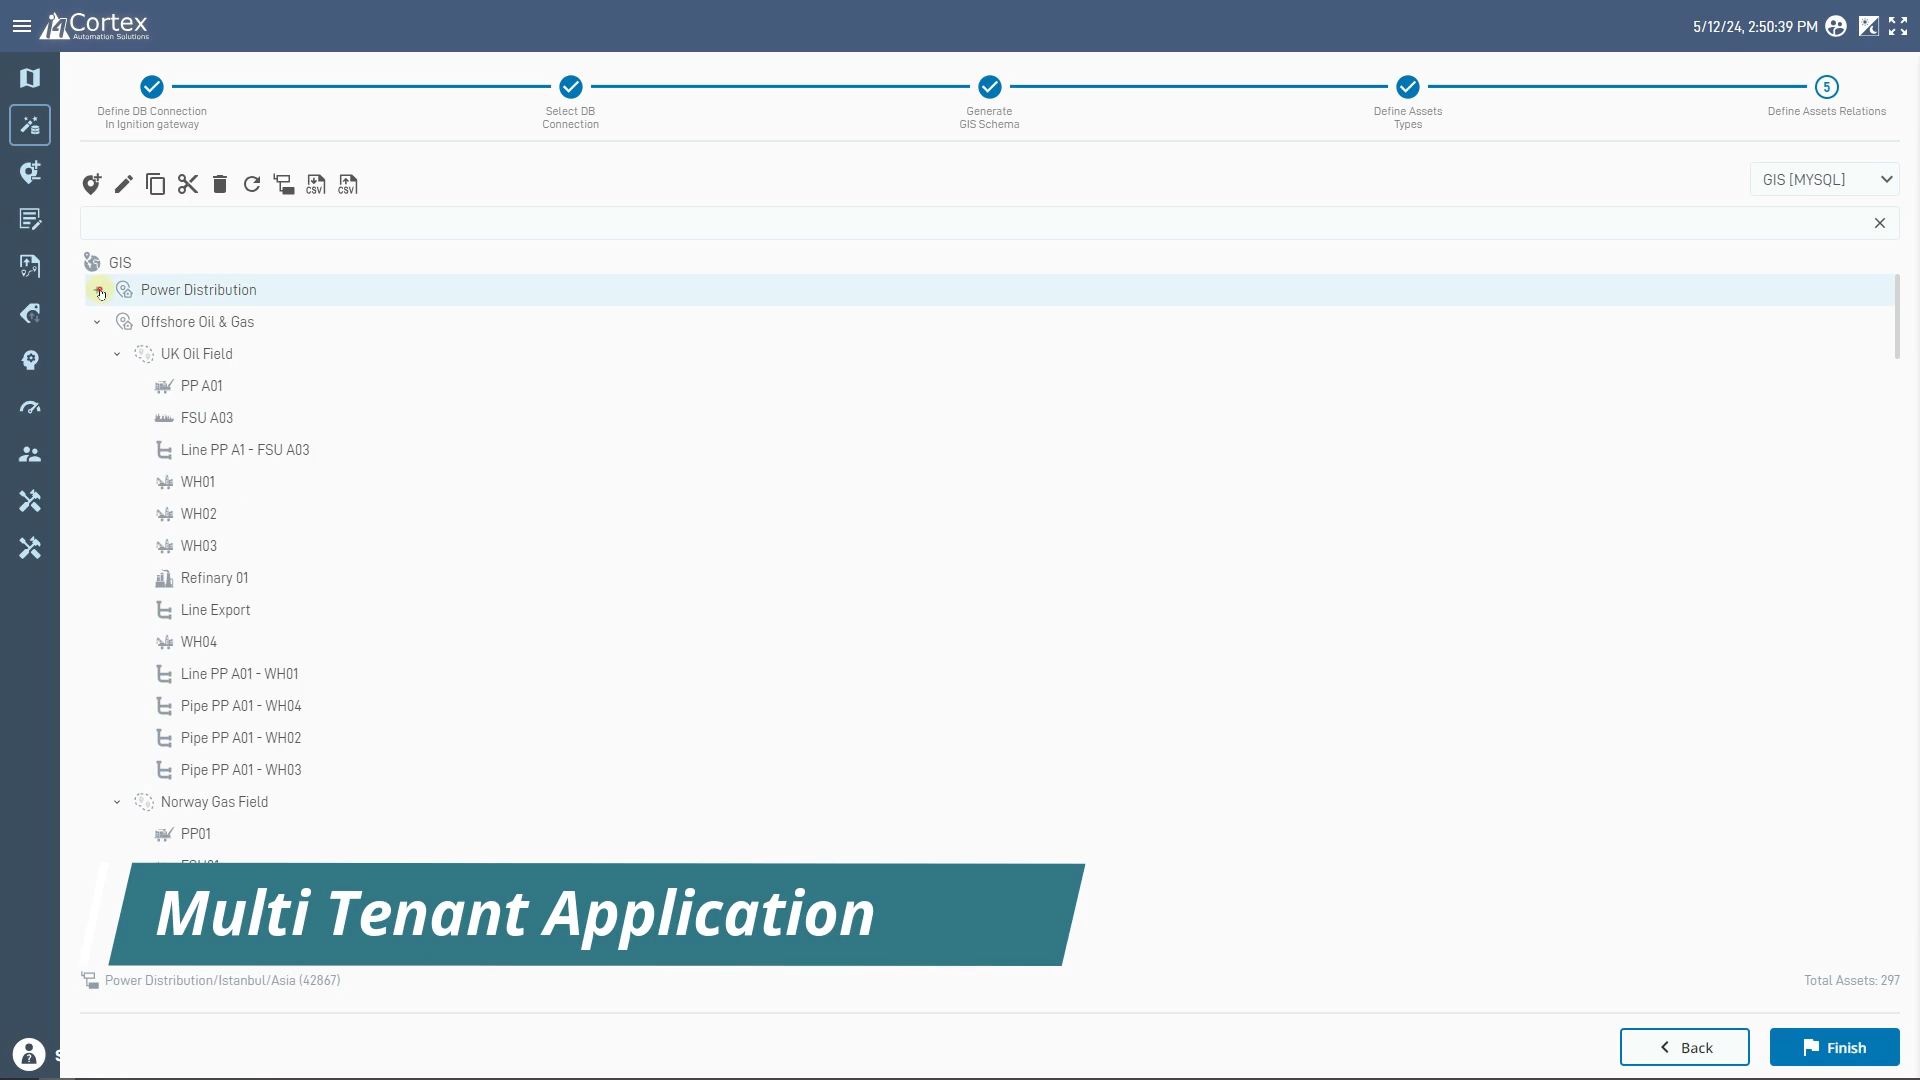 Cortex
Automation Solutions
5/12/24, 2:50:39 PM
Define DB Connection
In Ignition gateway
Select DB
Connection
Generate
GIS Schema
Define Assets
Types
5
Define Assets Relations
CSV
CSV
GIS [MYSQL]
GIS
Power Distribution
Offshore Oil & Gas
UK Oil Field
PP A01
FSU A03
Line PP A1 - FSU A03
WH01
WH02
WH03
Refinary 01
Line Export
WH04
Line PP A01 - WH01
Pipe PP A01 - WH04
Pipe PP A01 - WH02
Pipe PP A01 - WH03
Norway Gas Field
PP01
Multi Tenant Application
Power Distribution/Istanbul/Asia (42867)
Total Assets: 297
Back
Finish